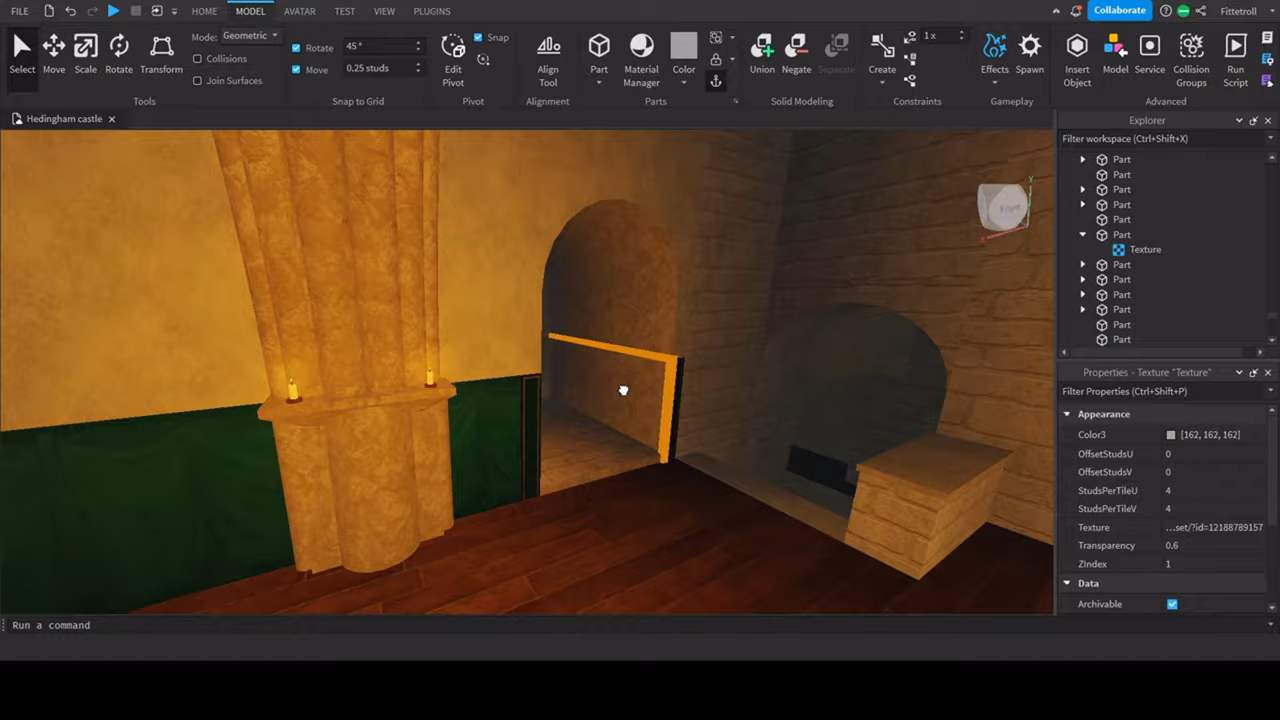 FILE HOME MODEL AVATAR TEST VIEW PLUGINS Collaborate Fittetroll
Select Move Scale Rotate Transform
Mode: Geometric
Collisions
Join Surfaces
Tools
Rotate 45°
Move 0.25 studs
Snap to Grid
Edit Pivot
Snap
Pivot
Align Tool
Alignment
Part Material Manager Color
Parts
Union Negate Separate
Solid Modeling
Create
1 x
Constraints
Effects Spawn
Gameplay
Insert Object Model Service Collision Groups Run Script
Advanced
Hedingham castle
Explorer
Filter workspace (Ctrl+Shift+X)
Part
Part
Part
Part
Part
Part
Texture
Part
Part
Part
Part
Part
Part
Properties - Texture "Texture"
Filter Properties (Ctrl+Shift+P)
Appearance
Color3 [162, 162, 162]
OffsetStudsU 0
OffsetStudsV 0
StudsPerTileU 4
StudsPerTileV 4
Texture ...set/?id=12188789157
Transparency 0.6
ZIndex 1
Data
Archivable
Run a command